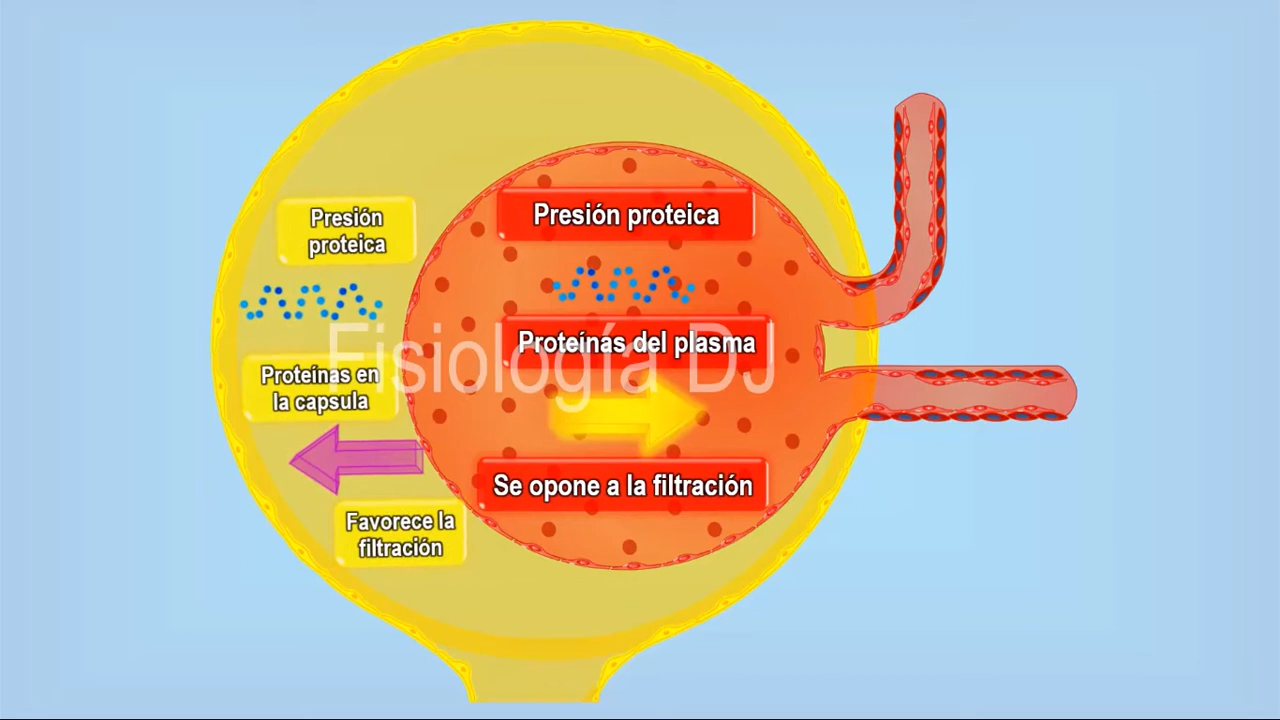 Presión
proteica
Presión proteica
Proteínas del plasma
Fisiología DJ
Proteínas en
la capsula
Se opone a la filtración
Favorece la
filtración